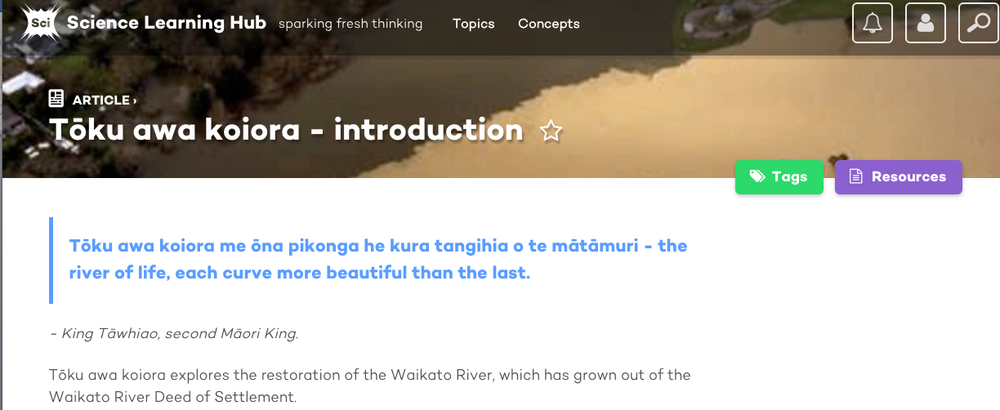 Sci Science Learning Hub sparking fresh thinking Topics Concepts
ARTICLE ›
Tōku awa koiora - introduction
Tags Resources
Tōku awa koiora me ōna pikonga he kura tangihia o te mātāmuri - the
river of life, each curve more beautiful than the last.
- King Tāwhiao, second Māori King.
Tōku awa koiora explores the restoration of the Waikato River, which has grown out of the
Waikato River Deed of Settlement.